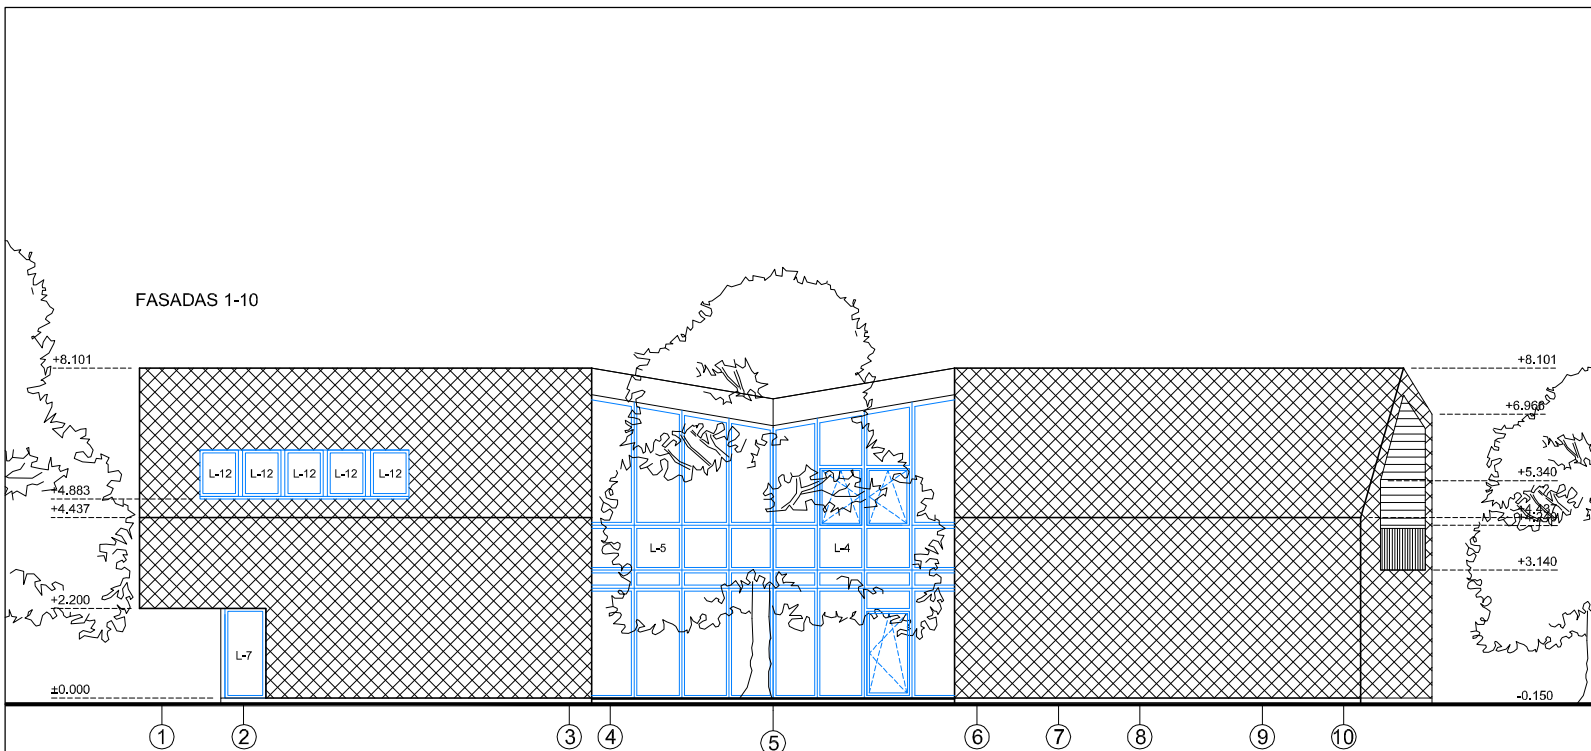 FASADAS 1-10
+8.101
+8.101
+6.966
L-12 L-12 L-12 L-12 L-12
+5.340
+4.883
+4.437
+4.437
L-5 L-4
+3.140
+2.200
L-7
±0.000
-0.150
1 2 3 4 5 6 7 8 9 10